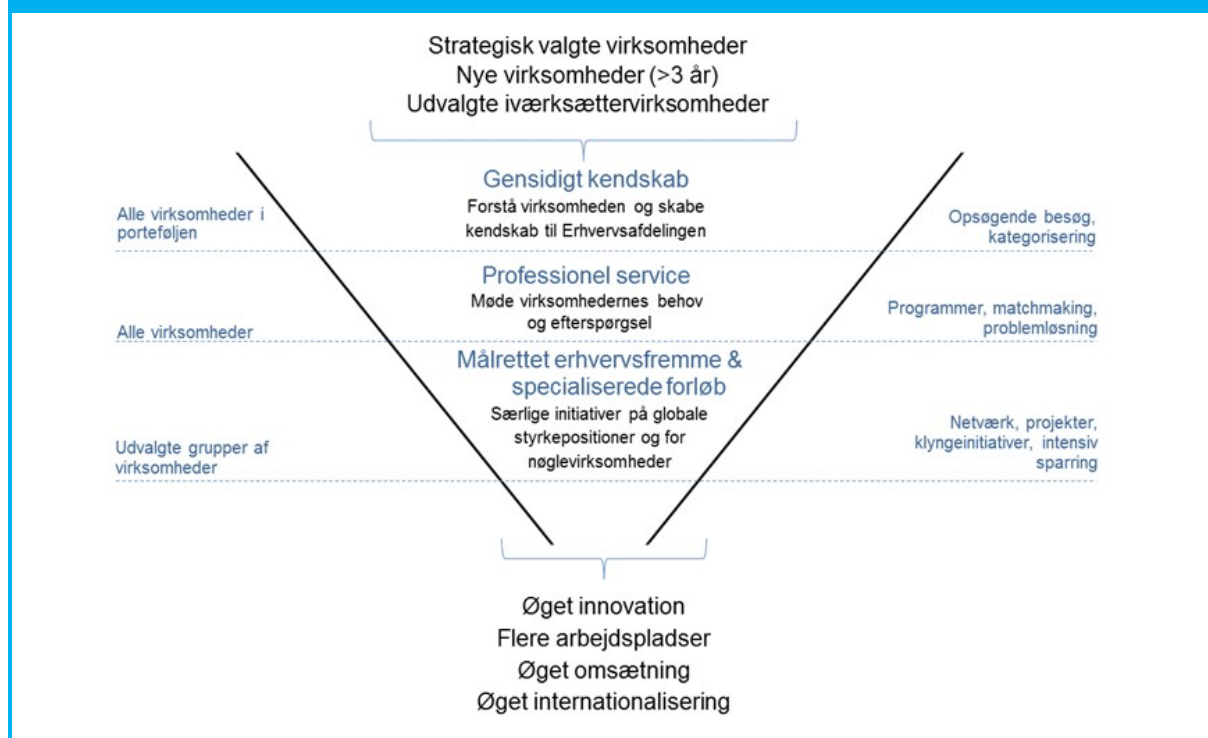 Strategisk valgte virksomheder
Nye virksomheder (>3 år)
Udvalgte iværksættervirksomheder
Gensidigt kendskab
Forstå virksomheden og skabe
kendskab til Erhvervsafdelingen
Alle virksomheder i
porteføljen
Opsøgende besøg,
kategorisering
Professionel service
Møde virksomhedernes behov
og efterspørgsel
Alle virksomheder
Programmer, matchmaking,
problemløsning
Målrettet erhvervsfremme &
specialiserede forløb
Særlige initiativer på globale
styrkepositioner og for
nøglevirksomheder
Udvalgte grupper af
virksomheder
Netværk, projekter,
klyngeinitiativer, intensiv
sparring
Øget innovation
Flere arbejdspladser
Øget omsætning
Øget internationalisering